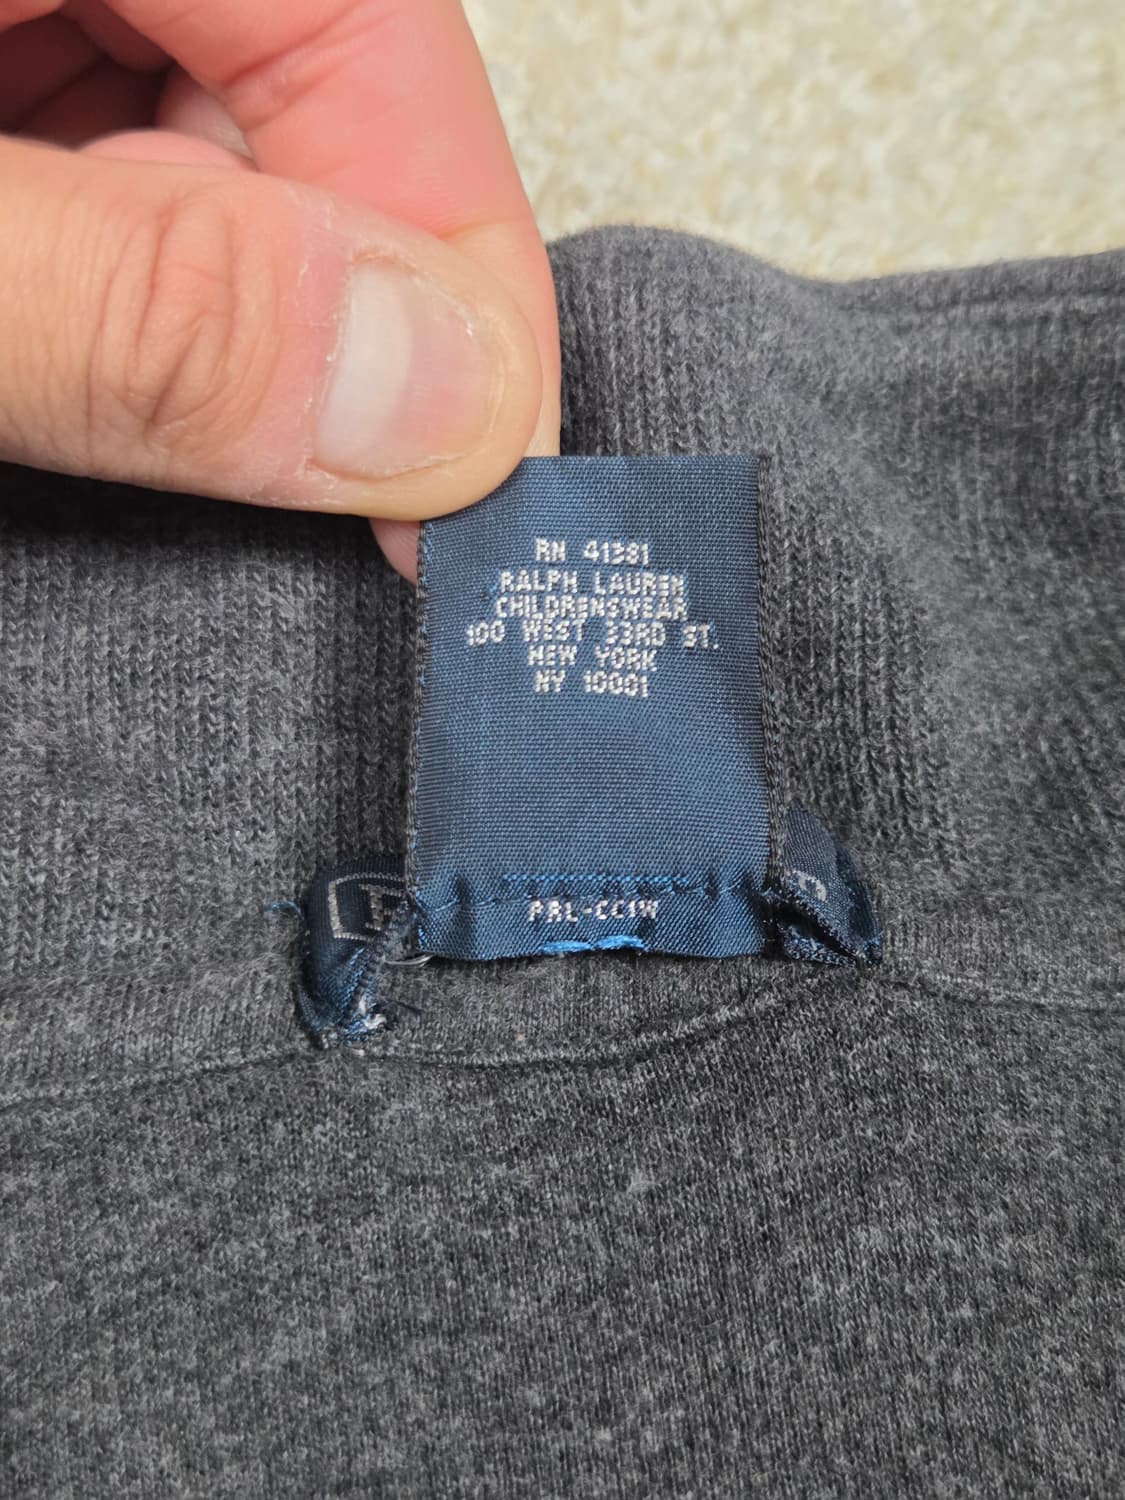 RN 41381
RALPH LAUREN
CHILDRENSWEAR
100 WEST 33RD ST.
NEW YORK
NY 10001
PRL-CC1W